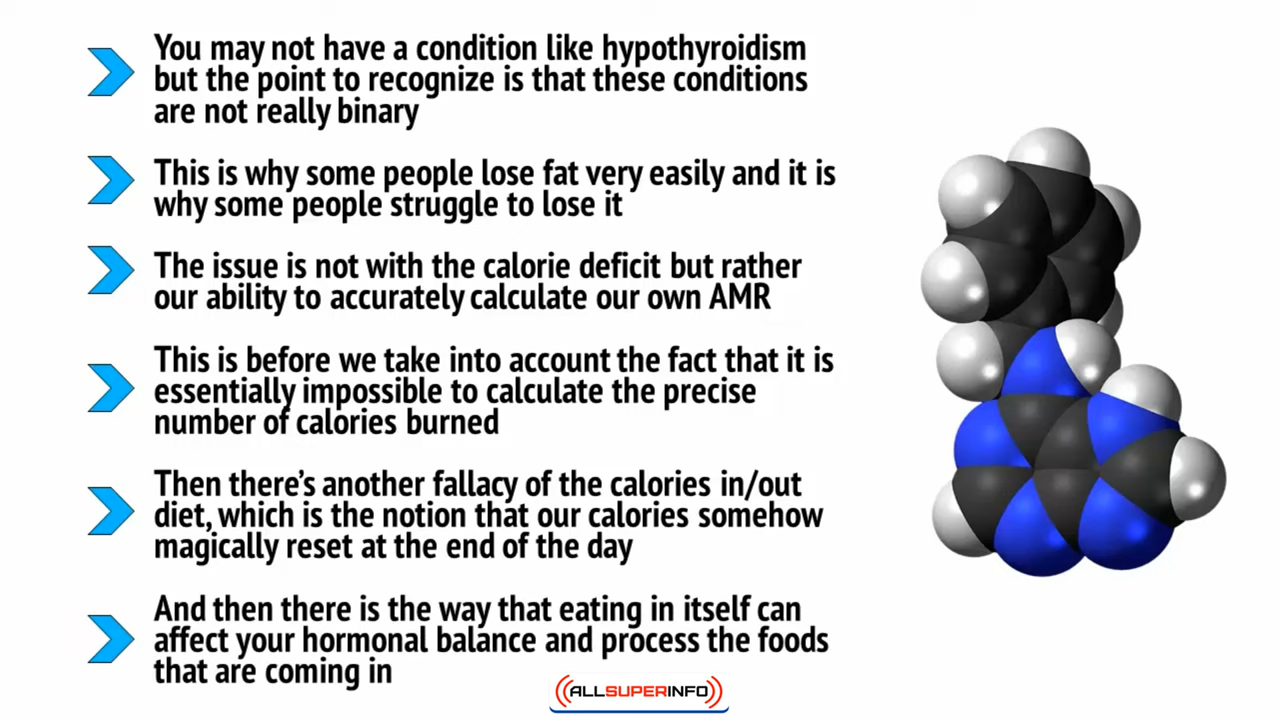 You may not have a condition like hypothyroidism
but the point to recognize is that these conditions
are not really binary
This is why some people lose fat very easily and it is
why some people struggle to lose it
The issue is not with the calorie deficit but rather
our ability to accurately calculate our own AMR
This is before we take into account the fact that it is
essentially impossible to calculate the precise
number of calories burned
Then there’s another fallacy of the calories in/out
diet, which is the notion that our calories somehow
magically reset at the end of the day
And then there is the way that eating in itself can
affect your hormonal balance and process the foods
that are coming in
ALLSUPERINFO